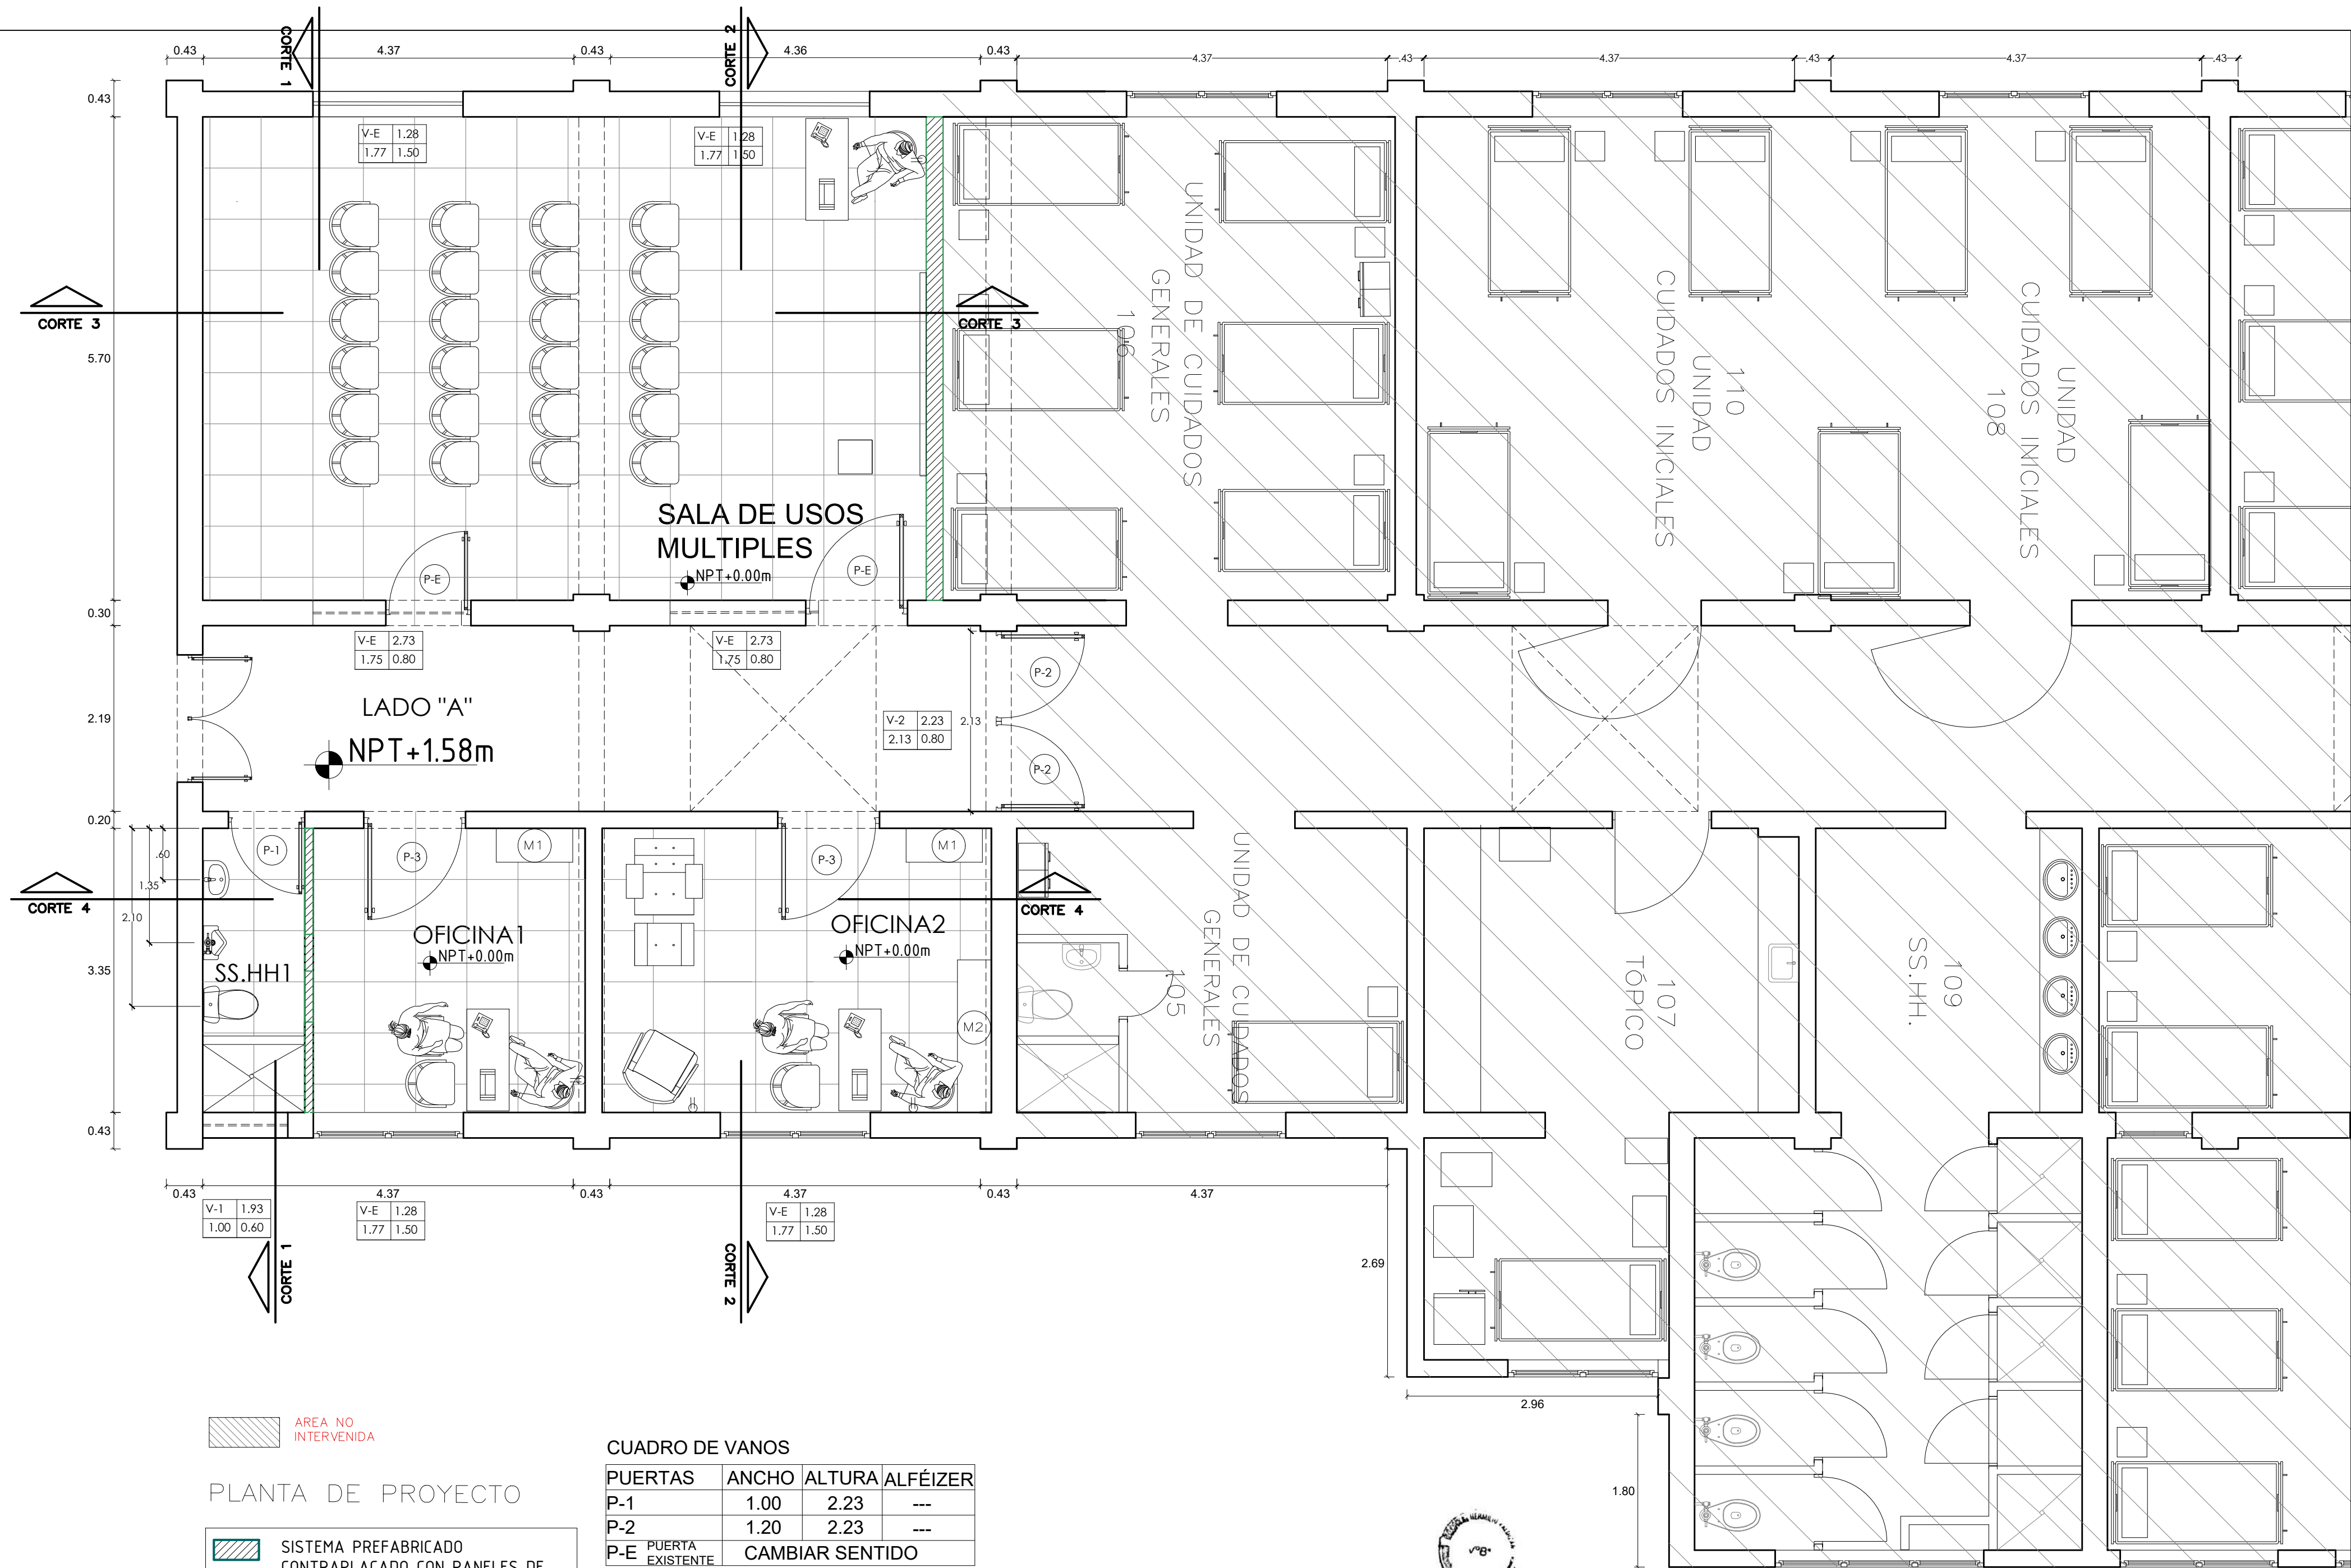 CORTE 1
CORTE 2
0.43
4.37
0.43
4.36
0.43
4.37
.43
4.37
.43
4.37
.43
0.43
V-E 1.28
1.77 1.50
V-E 1.28
1.77 1.50
CORTE 3
CORTE 3
5.70
UNIDAD DE CUIDADOS
GENERALES
106
110
UNIDAD
CUIDADOS INICIALES
UNIDAD
CUIDADOS INICIALES
108
SALA DE USOS
MULTIPLES
NPT+0.00m
P-E
P-E
0.30
V-E 2.73
1.75 0.80
V-E 2.73
1.75 0.80
P-2
LADO "A"
2.19
V-2 2.23
2.13 0.80
2.13
NPT+1.58m
P-2
0.20
.60
1.35
2.10
P-1
P-3
M1
P-3
M1
CORTE 4
CORTE 4
OFICINA1
NPT+0.00m
OFICINA2
NPT+0.00m
SS.HH1
3.35
M2
UNIDAD DE CUIDADOS
GENERALES
105
107
TÓPICO
109
SS.HH.
0.43
0.43
4.37
0.43
4.37
0.43
4.37
V-1 1.93
1.00 0.60
V-E 1.28
1.77 1.50
V-E 1.28
1.77 1.50
CORTE 1
CORTE 2
2.69
2.96
1.80
AREA NO
INTERVENIDA
PLANTA DE PROYECTO
SISTEMA PREFABRICADO
CONTRAPLACADO CON PANELES DE
CUADRO DE VANOS
PUERTAS ANCHO ALTURA ALFÉIZER
P-1 1.00 2.23 ---
P-2 1.20 2.23 ---
P-E PUERTA EXISTENTE CAMBIAR SENTIDO
VºBº